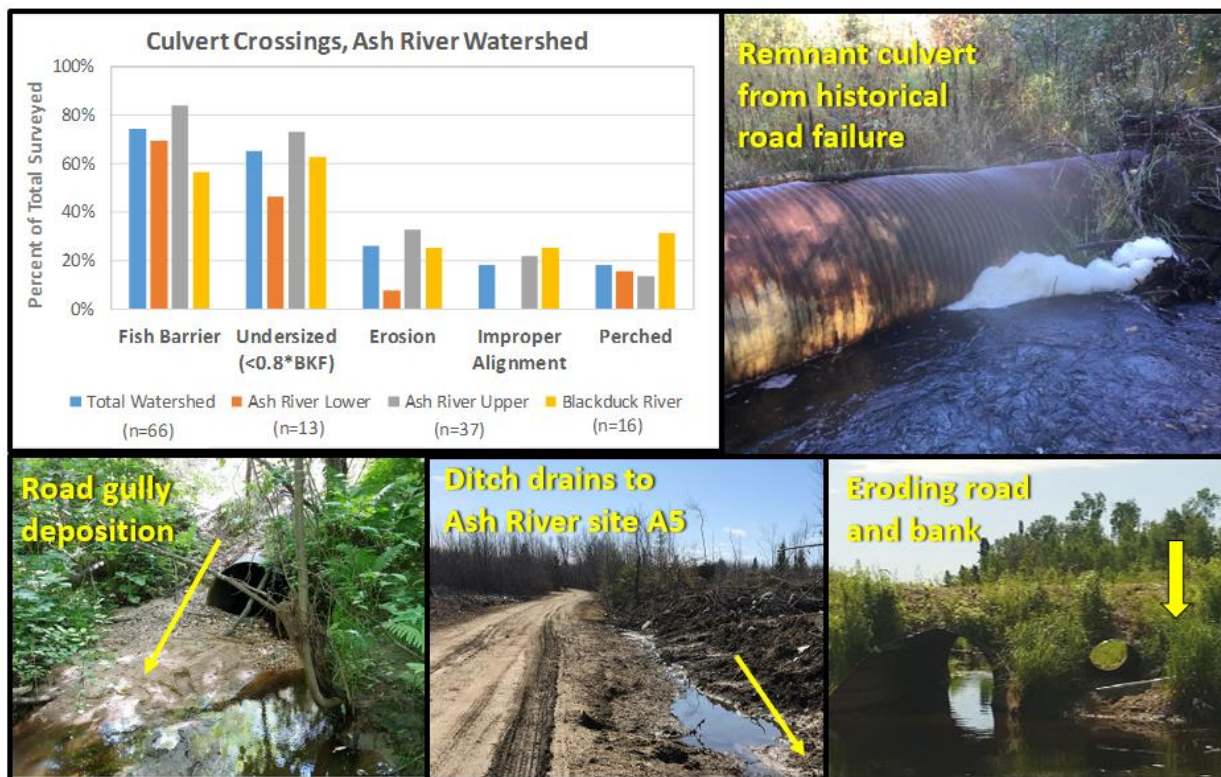 Culvert Crossings, Ash River Watershed
Percent of Total Surveyed
100%
80%
60%
40%
20%
0%
Fish Barrier
Undersized
(<0.8*BKF)
Erosion
Improper
Alignment
Perched
Total Watershed
(n=66)
Ash River Lower
(n=13)
Ash River Upper
(n=37)
Blackduck River
(n=16)
Remnant culvert
from historical
road failure
Road gully
deposition
Ditch drains to
Ash River site A5
Eroding road
and bank